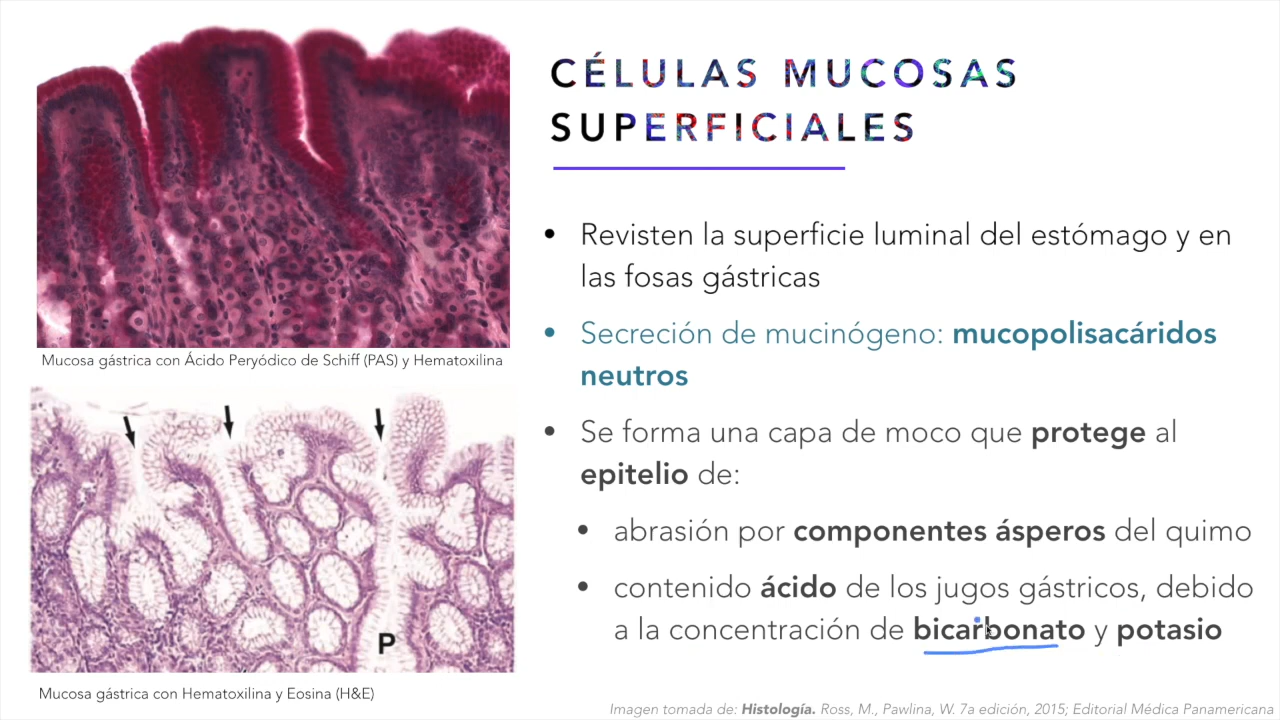 CÉLULAS MUCOSAS
SUPERFICIALES
• Revisten la superficie luminal del estómago y en
las fosas gástricas
• Secreción de mucinógeno: mucopolisacáridos
neutros
• Se forma una capa de moco que protege al
epitelio de:
• abrasión por componentes ásperos del quimo
• contenido ácido de los jugos gástricos, debido
a la concentración de bicarbonato y potasio
Mucosa gástrica con Ácido Peryódico de Schiff (PAS) y Hematoxilina
P
Mucosa gástrica con Hematoxilina y Eosina (H&E)
Imagen tomada de: Histología. Ross, M., Pawlina, W. 7a edición, 2015; Editorial Médica Panamericana